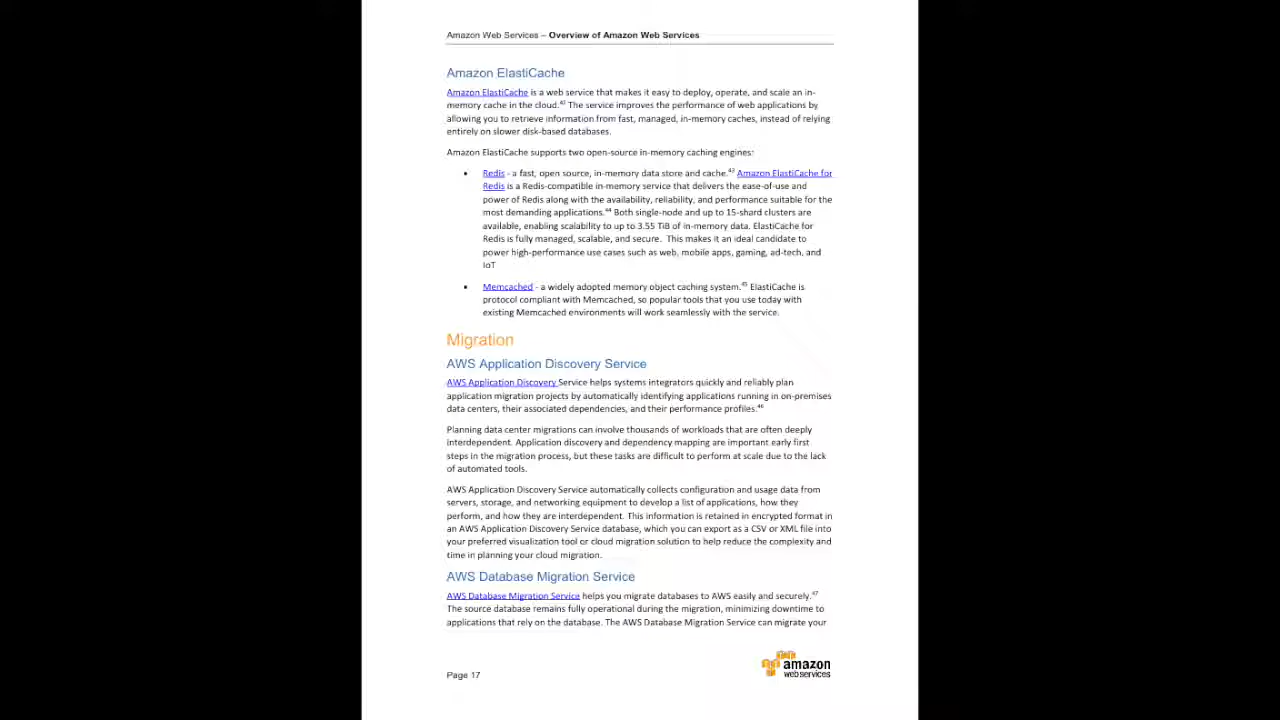 Amazon Web Services – Overview of Amazon Web Services
Amazon ElastiCache
Amazon ElastiCache is a web service that makes it easy to deploy, operate, and scale an in-
memory cache in the cloud.42 The service improves the performance of web applications by
allowing you to retrieve information from fast, managed, in-memory caches, instead of relying
entirely on slower disk-based databases.
Amazon ElastiCache supports two open-source in-memory caching engines:
• Redis - a fast, open source, in-memory data store and cache.43 Amazon ElastiCache for
Redis is a Redis-compatible in-memory service that delivers the ease-of-use and
power of Redis along with the availability, reliability, and performance suitable for the
most demanding applications.44 Both single-node and up to 15-shard clusters are
available, enabling scalability to up to 3.55 TiB of in-memory data. ElastiCache for
Redis is fully managed, scalable, and secure. This makes it an ideal candidate to
power high-performance use cases such as web, mobile apps, gaming, ad-tech, and
IoT
• Memcached - a widely adopted memory object caching system.45 ElastiCache is
protocol compliant with Memcached, so popular tools that you use today with
existing Memcached environments will work seamlessly with the service.
Migration
AWS Application Discovery Service
AWS Application Discovery Service helps systems integrators quickly and reliably plan
application migration projects by automatically identifying applications running in on-premises
data centers, their associated dependencies, and their performance profiles.46
Planning data center migrations can involve thousands of workloads that are often deeply
interdependent. Application discovery and dependency mapping are important early first
steps in the migration process, but these tasks are difficult to perform at scale due to the lack
of automated tools.
AWS Application Discovery Service automatically collects configuration and usage data from
servers, storage, and networking equipment to develop a list of applications, how they
perform, and how they are interdependent. This information is retained in encrypted format in
an AWS Application Discovery Service database, which you can export as a CSV or XML file into
your preferred visualization tool or cloud migration solution to help reduce the complexity and
time in planning your cloud migration.
AWS Database Migration Service
AWS Database Migration Service helps you migrate databases to AWS easily and securely.47
The source database remains fully operational during the migration, minimizing downtime to
applications that rely on the database. The AWS Database Migration Service can migrate your
Page 17
amazon
web services